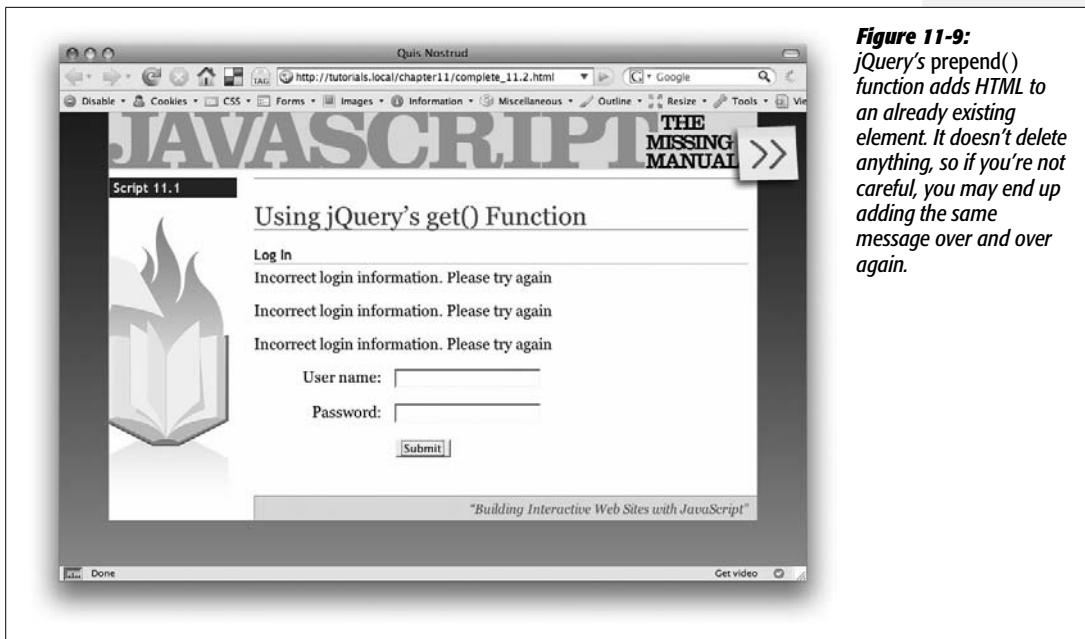 Quis Nostrud
TAG
http://tutorials.local/chapter11/complete_11.2.html
G Google
Disable Cookies CSS Forms Images Information Miscellaneous Outline Resize Tools Vie
JAVASCRIPT
THE
MISSING
MANUAL
>>
Script 11.1
Using jQuery's get() Function
Log In
Incorrect login information. Please try again
Incorrect login information. Please try again
Incorrect login information. Please try again
User name:
Password:
Submit
"Building Interactive Web Sites with JavaScript"
Done
Get video
Figure 11-9:
jQuery's prepend()
function adds HTML to
an already existing
element. It doesn't delete
anything, so if you're not
careful, you may end up
adding the same
message over and over
again.